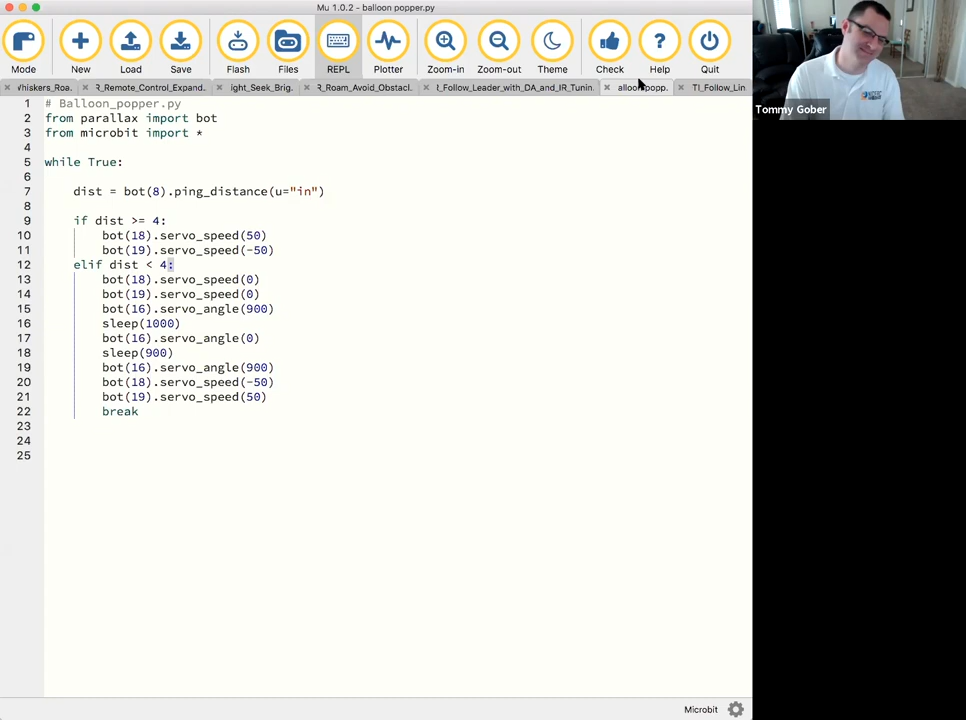 Mu 1.0.2 - balloon popper.py
Mode New Load Save Flash Files REPL Plotter Zoom-in Zoom-out Theme Check Help Quit
Whiskers_Roa. R_Remote_Control_Expand.. ight_Seek_Brig. R_Roam_Avoid_Obstacl. l_Follow_Leader_with_DA_and_IR_Tunin. alloon popp. TI_Follow_Lin
1 # Balloon_popper.py
2 from parallax import bot
3 from microbit import *
4
5 while True:
6
7 dist = bot(8).ping_distance(u="in")
8
9 if dist >= 4:
10 bot(18).servo_speed(50)
11 bot(19).servo_speed(-50)
12 elif dist < 4:
13 bot(18).servo_speed(0)
14 bot(19).servo_speed(0)
15 bot(16).servo_angle(900)
16 sleep(1000)
17 bot(16).servo_angle(0)
18 sleep(900)
19 bot(16).servo_angle(900)
20 bot(18).servo_speed(-50)
21 bot(19).servo_speed(50)
22 break
23
24
25
Tommy Gober
Microbit